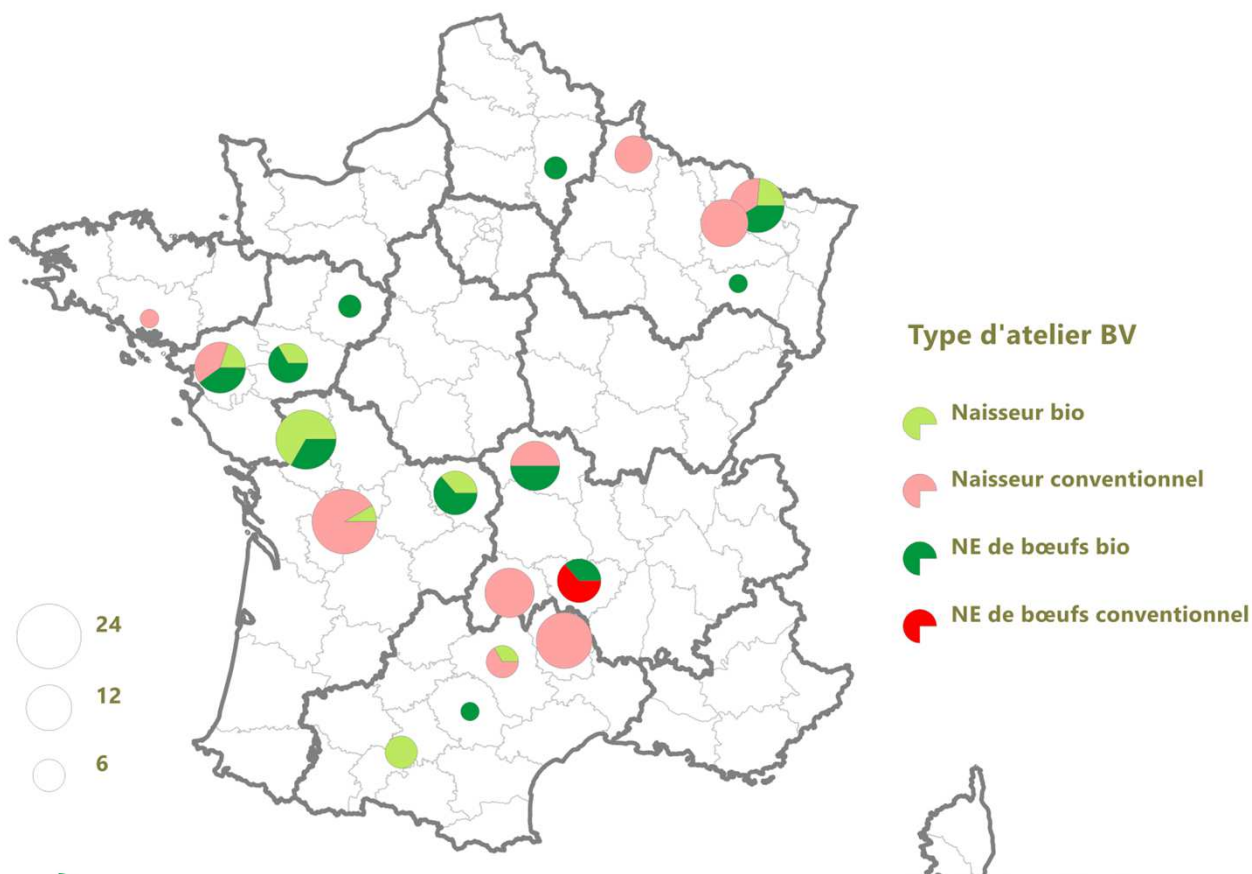 Type d'atelier BV
Naisseur bio
Naisseur conventionnel
NE de bœufs bio
NE de bœufs conventionnel
24
12
6